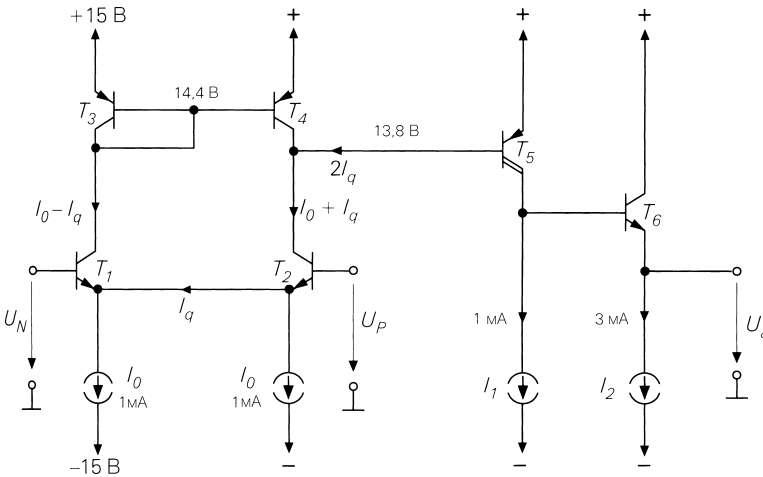 +15 В
+
+
+
T3
14,4 В
T4
13,8 В
T5
2Iq
I0–Iq
I0+Iq
T6
T1
T2
UN
Iq
UP
1 мА
3 мА
I0
1мА
I0
1мА
I1
I2
–15 В
–
–
–